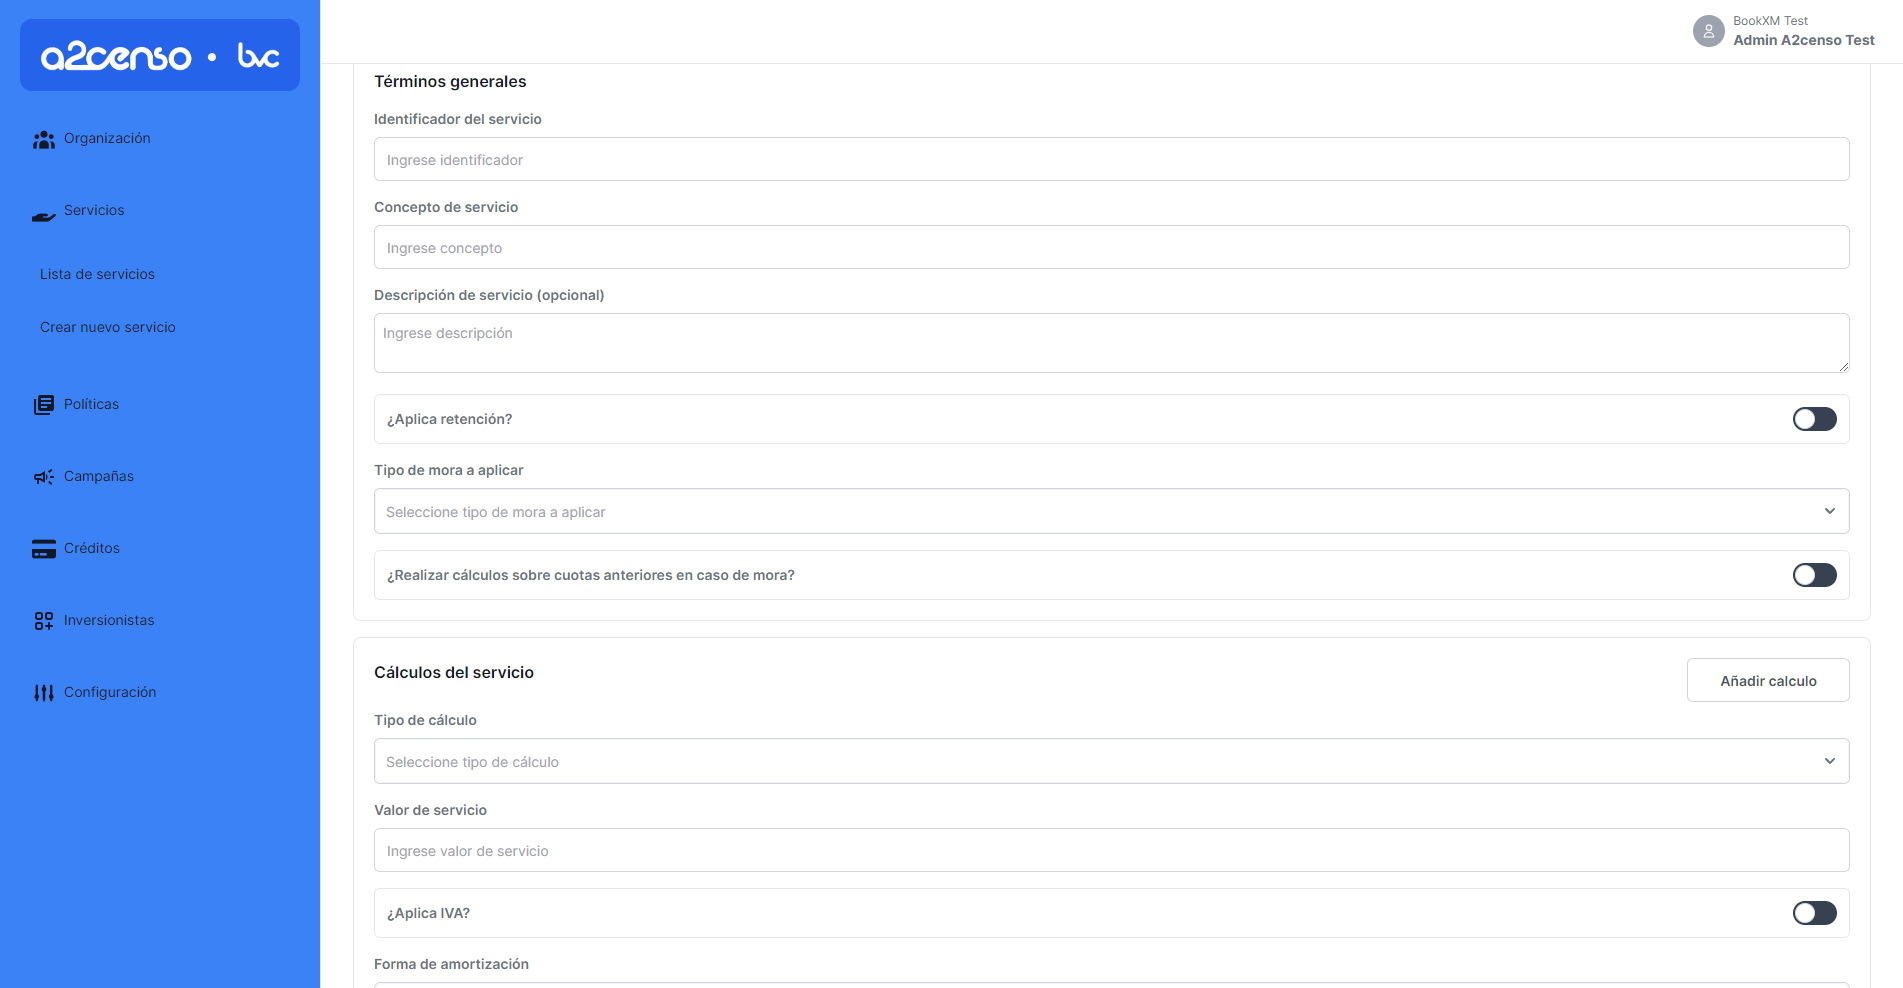 a2censo • bvc
BookXM Test
Admin A2censo Test
Organización
Servicios
Lista de servicios
Crear nuevo servicio
Políticas
Campañas
Créditos
Inversionistas
Configuración
Términos generales
Identificador del servicio
Ingrese identificador
Concepto de servicio
Ingrese concepto
Descripción de servicio (opcional)
Ingrese descripción
¿Aplica retención?
Tipo de mora a aplicar
Seleccione tipo de mora a aplicar
¿Realizar cálculos sobre cuotas anteriores en caso de mora?
Cálculos del servicio
Añadir calculo
Tipo de cálculo
Seleccione tipo de cálculo
Valor de servicio
Ingrese valor de servicio
¿Aplica IVA?
Forma de amortización